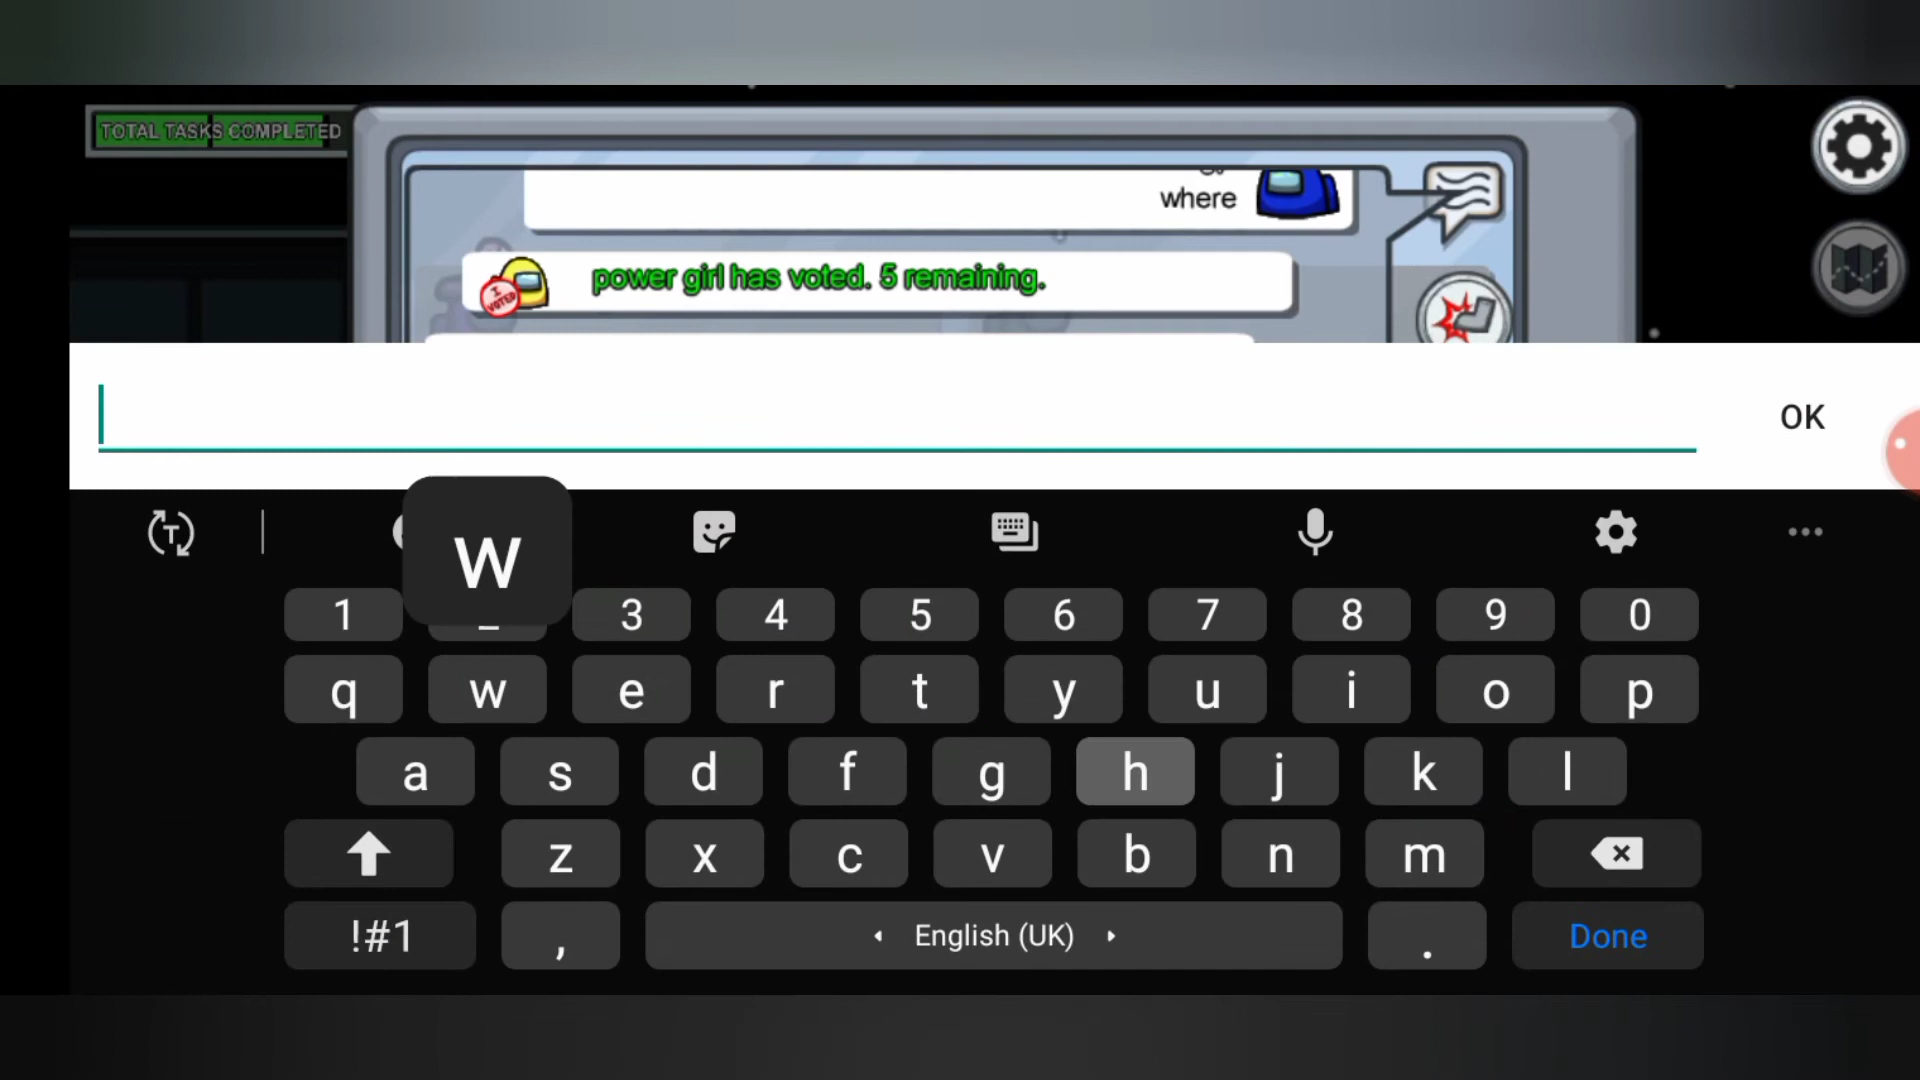 TOTAL TASKS COMPLETED
where
I VOTED
power girl has voted. 5 remaining.
OK
T
w
1 3 4 5 6 7 8 9 0
q w e r t y u i o p
a s d f g h j k l
z x c v b n m
!#1 , English (UK) . Done